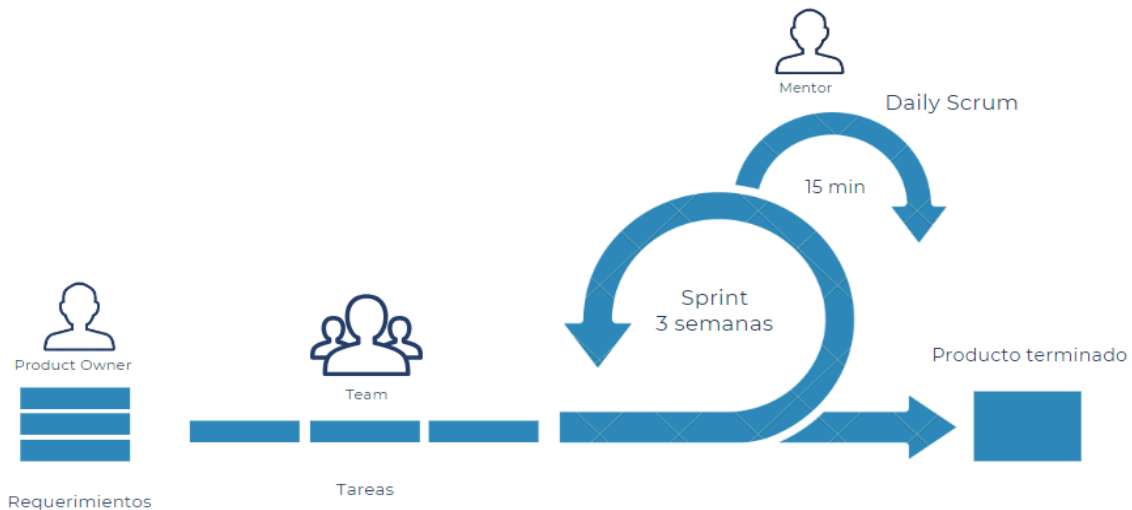 Mentor
Daily Scrum
15 min
Sprint
3 semanas
Product Owner
Team
Producto terminado
Tareas
Requerimientos